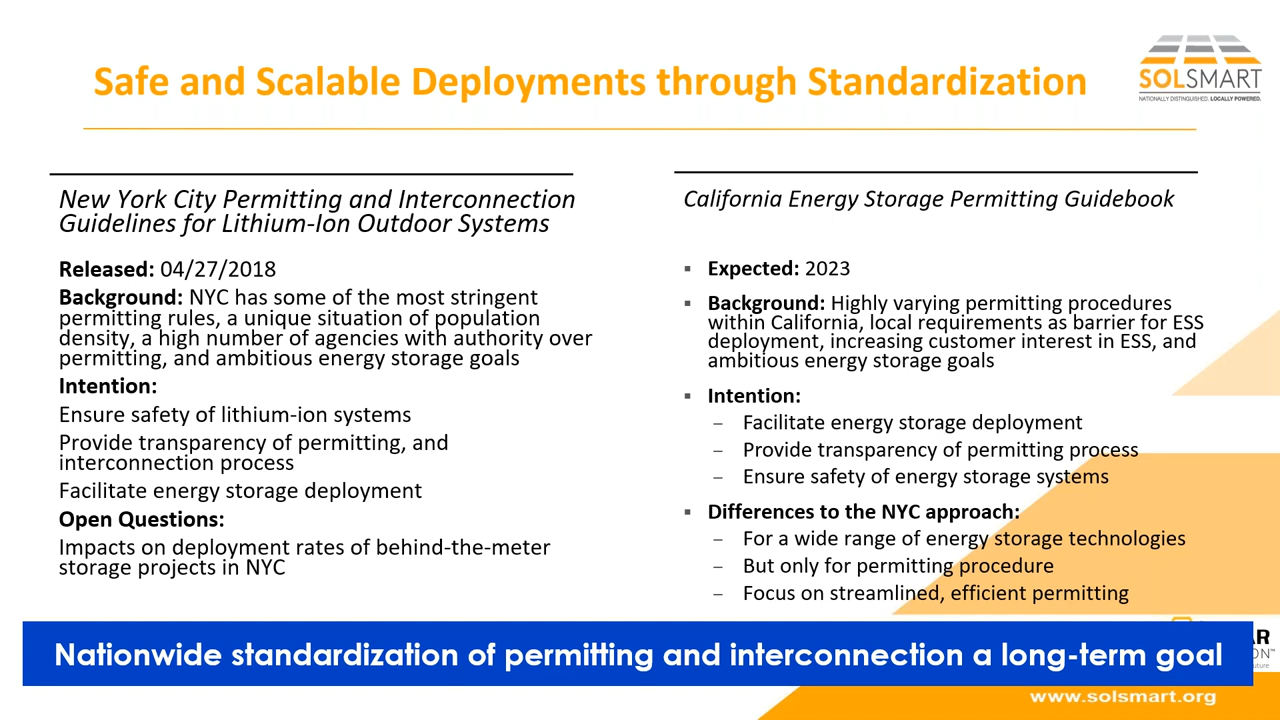 Safe and Scalable Deployments through Standardization
SOLSMART
NATIONALLY DISTINGUISHED. LOCALLY POWERED.
New York City Permitting and Interconnection
Guidelines for Lithium-Ion Outdoor Systems
Released: 04/27/2018
Background: NYC has some of the most stringent
permitting rules, a unique situation of population
density, a high number of agencies with authority over
permitting, and ambitious energy storage goals
Intention:
Ensure safety of lithium-ion systems
Provide transparency of permitting, and
interconnection process
Facilitate energy storage deployment
Open Questions:
Impacts on deployment rates of behind-the-meter
storage projects in NYC
California Energy Storage Permitting Guidebook
▪ Expected: 2023
▪ Background: Highly varying permitting procedures
within California, local requirements as barrier for ESS
deployment, increasing customer interest in ESS, and
ambitious energy storage goals
▪ Intention:
– Facilitate energy storage deployment
– Provide transparency of permitting process
– Ensure safety of energy storage systems
▪ Differences to the NYC approach:
– For a wide range of energy storage technologies
– But only for permitting procedure
– Focus on streamlined, efficient permitting
Nationwide standardization of permitting and interconnection a long-term goal
www.solsmart.org